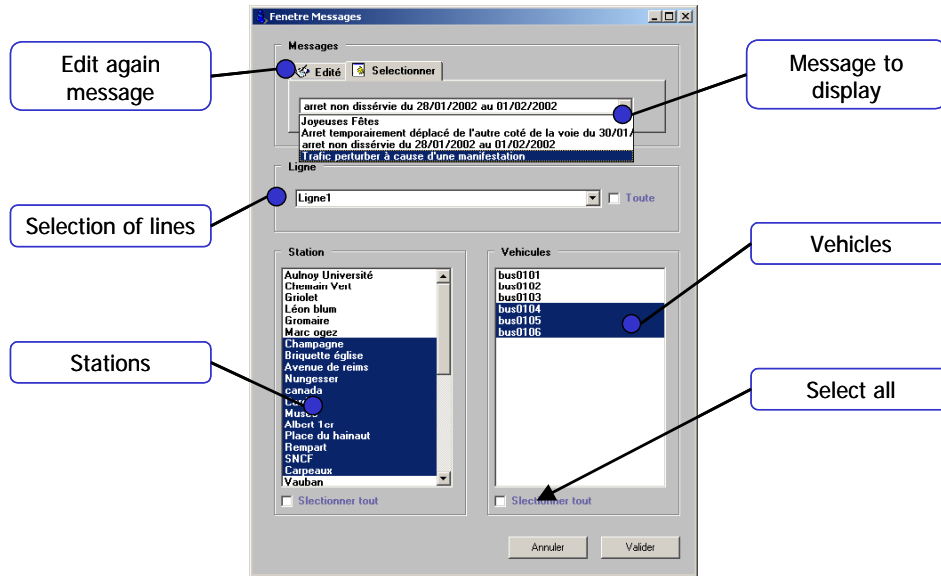 Fenetre Messages
Messages
Edité
Selectionner
arret non dissérvie du 28/01/2002 au 01/02/2002
Joyeuses Fêtes
Arret temporairement déplacé de l'autre coté de la voie du 30/01/
arret non dissérvie du 28/01/2002 au 01/02/2002
Trafic perturber à cause d'une manifestation
Edit again
message
Message to
display
Ligne
Ligne1
Toute
Selection of lines
Station
Aulnoy Université
Chemain Vert
Griolet
Léon blum
Gromaire
Marc ogez
Champagne
Briquette église
Avenue de reims
Nungesser
canada
Musée
Albert 1er
Place du hainaut
Rempart
SNCF
Carpeaux
Vauban
Slectionner tout
Stations
Vehicules
bus0101
bus0102
bus0103
bus0104
bus0105
bus0106
Slectionner tout
Vehicles
Select all
Annuler
Valider